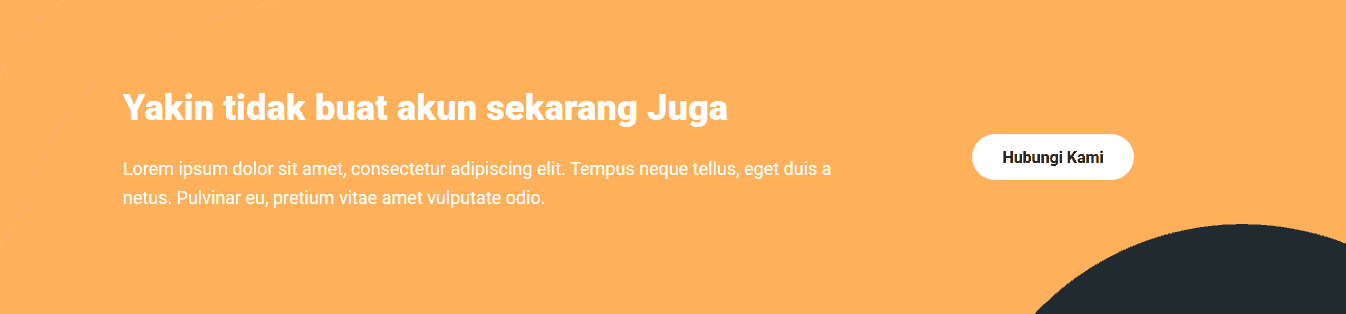 Yakin tidak buat akun sekarang Juga
Lorem ipsum dolor sit amet, consectetur adipiscing elit. Tempus neque tellus, eget duis a
netus. Pulvinar eu, pretium vitae amet vulputate odio.
Hubungi Kami